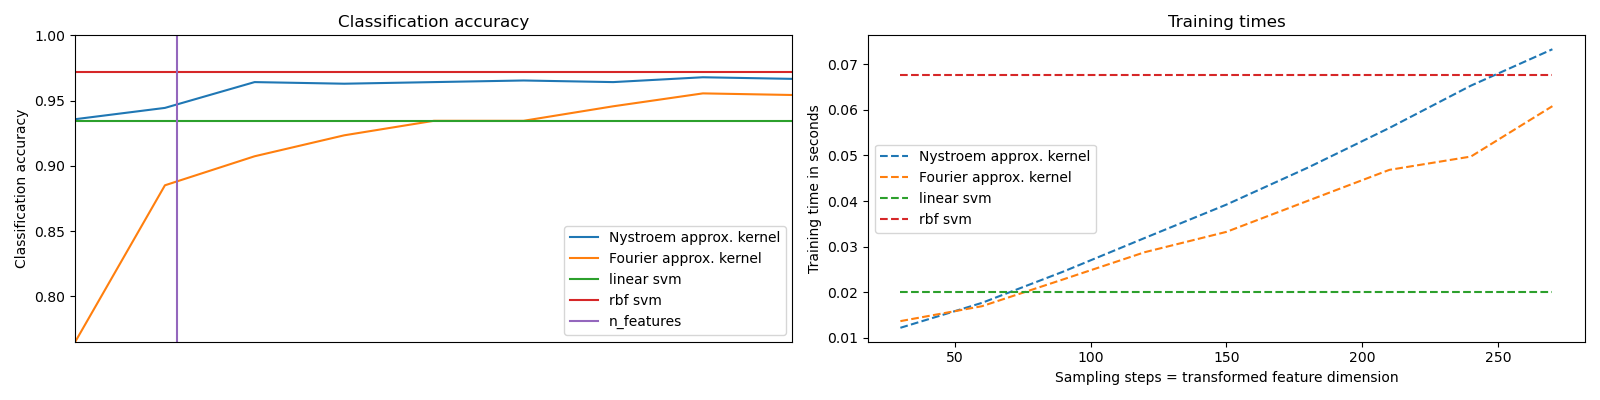 Classification accuracy
Classification accuracy
1.00
0.95
0.90
0.85
0.80
Nystroem approx. kernel
Fourier approx. kernel
linear svm
rbf svm
n_features
Training times
Training time in seconds
0.07
0.06
0.05
0.04
0.03
0.02
0.01
Nystroem approx. kernel
Fourier approx. kernel
linear svm
rbf svm
50 100 150 200 250
Sampling steps = transformed feature dimension